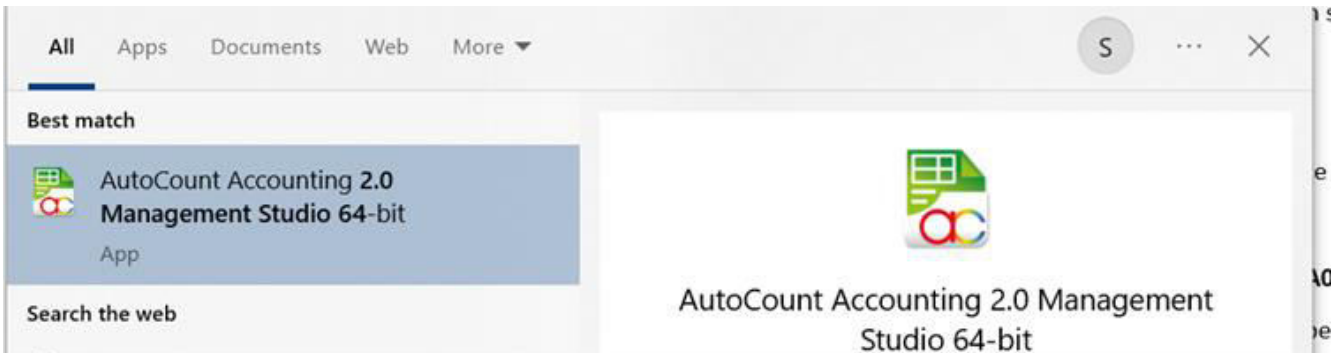 All Apps Documents Web More
S ...
Best match
AutoCount Accounting 2.0
Management Studio 64-bit
App
Search the web
ac
AutoCount Accounting 2.0 Management
Studio 64-bit